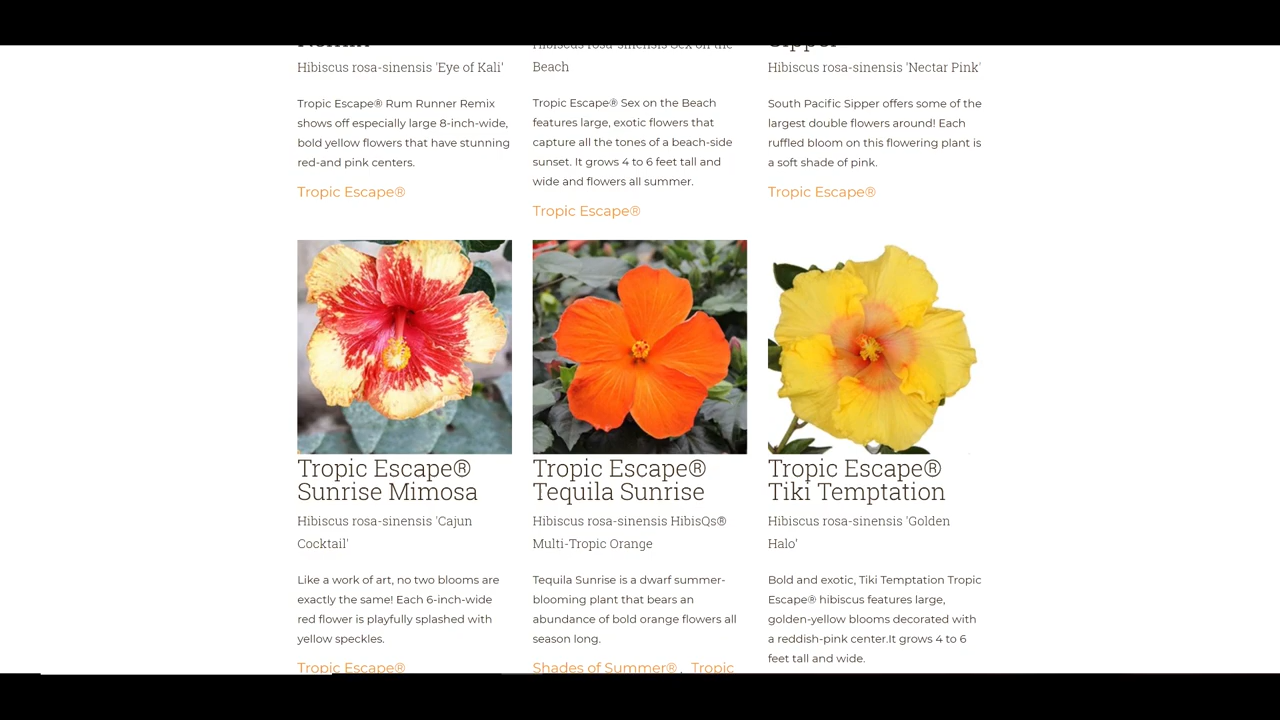 Hibiscus rosa-sinensis 'Eye of Kali'
Tropic Escape® Rum Runner Remix
shows off especially large 8-inch-wide,
bold yellow flowers that have stunning
red-and pink centers.
Tropic Escape®
Hibiscus rosa-sinensis Sex on the
Beach
Tropic Escape® Sex on the Beach
features large, exotic flowers that
capture all the tones of a beach-side
sunset. It grows 4 to 6 feet tall and
wide and flowers all summer.
Tropic Escape®
Sipper
Hibiscus rosa-sinensis 'Nectar Pink'
South Pacific Sipper offers some of the
largest double flowers around! Each
ruffled bloom on this flowering plant is
a soft shade of pink.
Tropic Escape®
Tropic Escape®
Sunrise Mimosa
Hibiscus rosa-sinensis 'Cajun
Cocktail'
Like a work of art, no two blooms are
exactly the same! Each 6-inch-wide
red flower is playfully splashed with
yellow speckles.
Tropic Escape®
Tropic Escape®
Tequila Sunrise
Hibiscus rosa-sinensis HibisQs®
Multi-Tropic Orange
Tequila Sunrise is a dwarf summer-
blooming plant that bears an
abundance of bold orange flowers all
season long.
Shades of Summer® , Tropic
Tropic Escape®
Tiki Temptation
Hibiscus rosa-sinensis 'Golden
Halo'
Bold and exotic, Tiki Temptation Tropic
Escape® hibiscus features large,
golden-yellow blooms decorated with
a reddish-pink center.It grows 4 to 6
feet tall and wide.